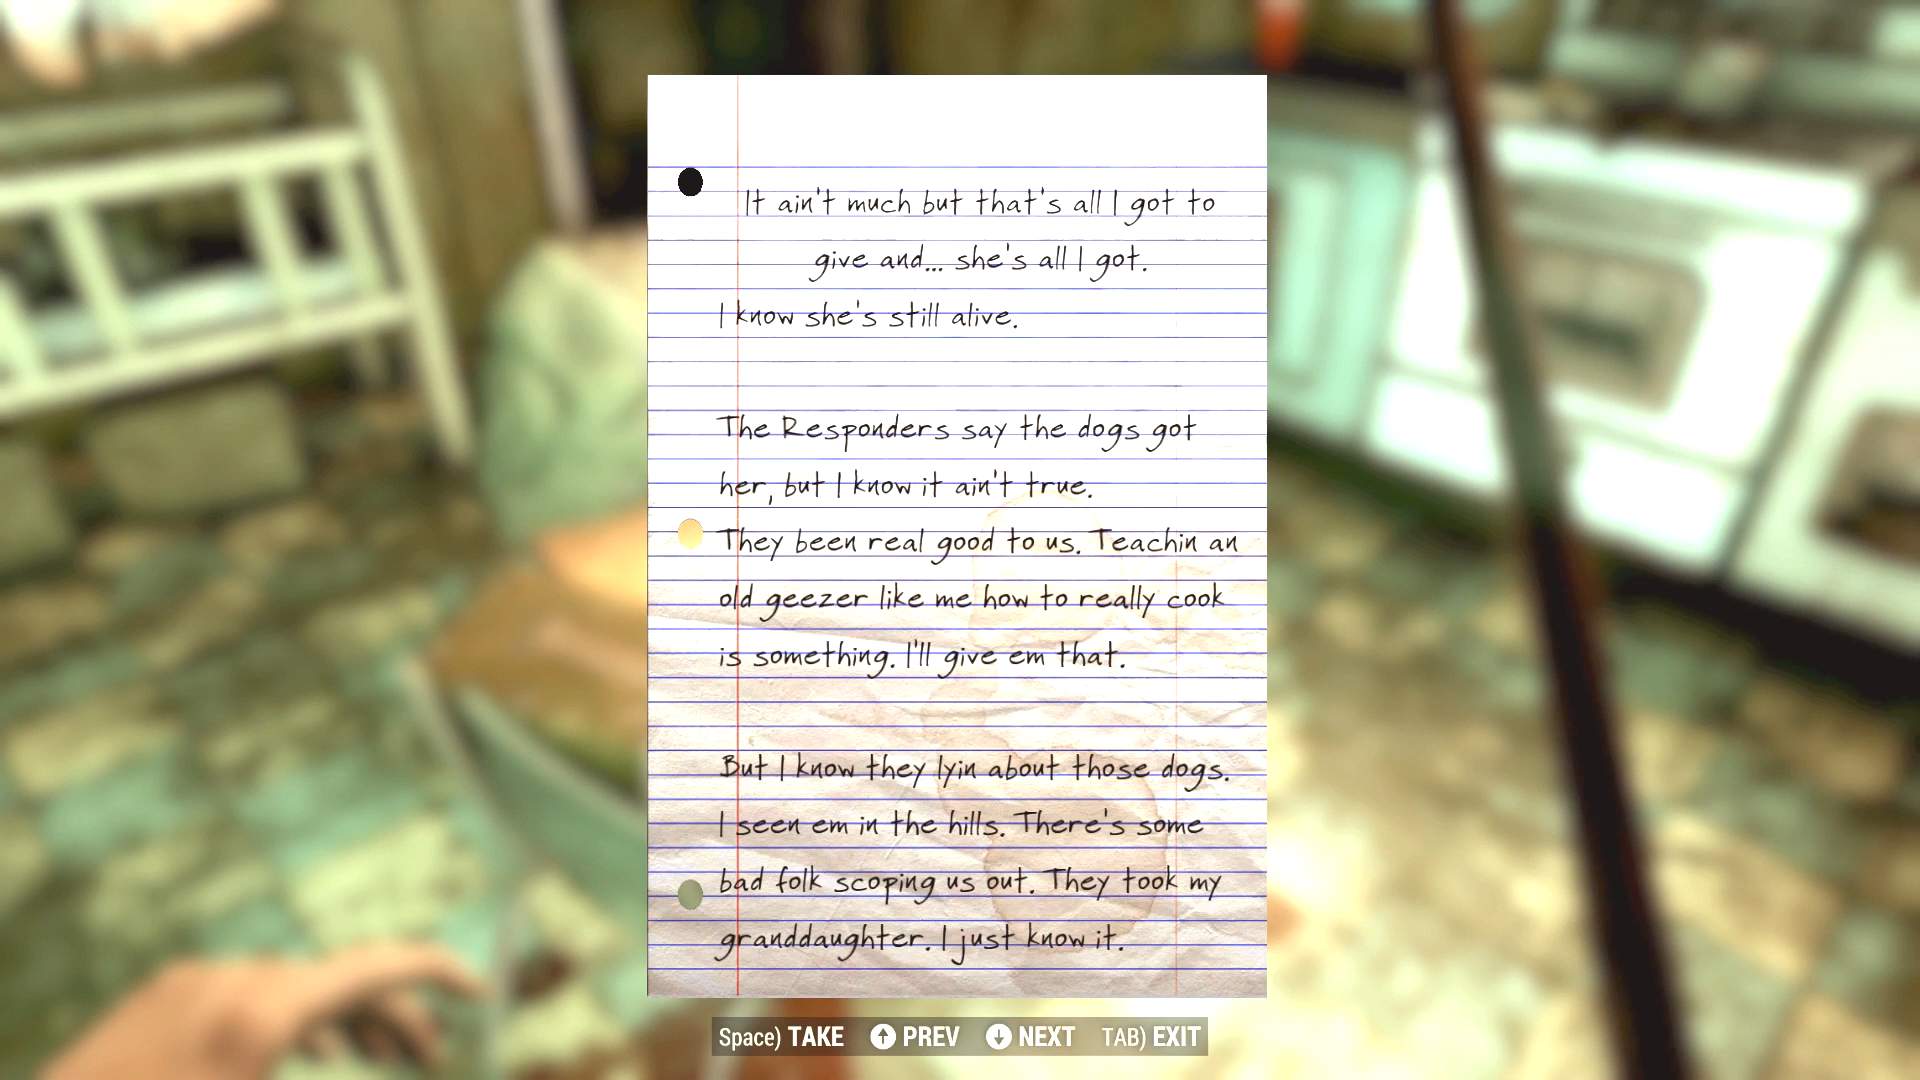 It ain't much but that's all I got to
give and... she's all I got.
I know she's still alive.
The Responders say the dogs got
her, but I know it ain't true.
They been real good to us. Teachin an
old geezer like me how to really cook
is something. I'll give em that.
But I know they lyin about those dogs.
I seen em in the hills. There's some
bad folk scoping us out. They took my
granddaughter. I just know it.
Space) TAKE PREV NEXT TAB) EXIT